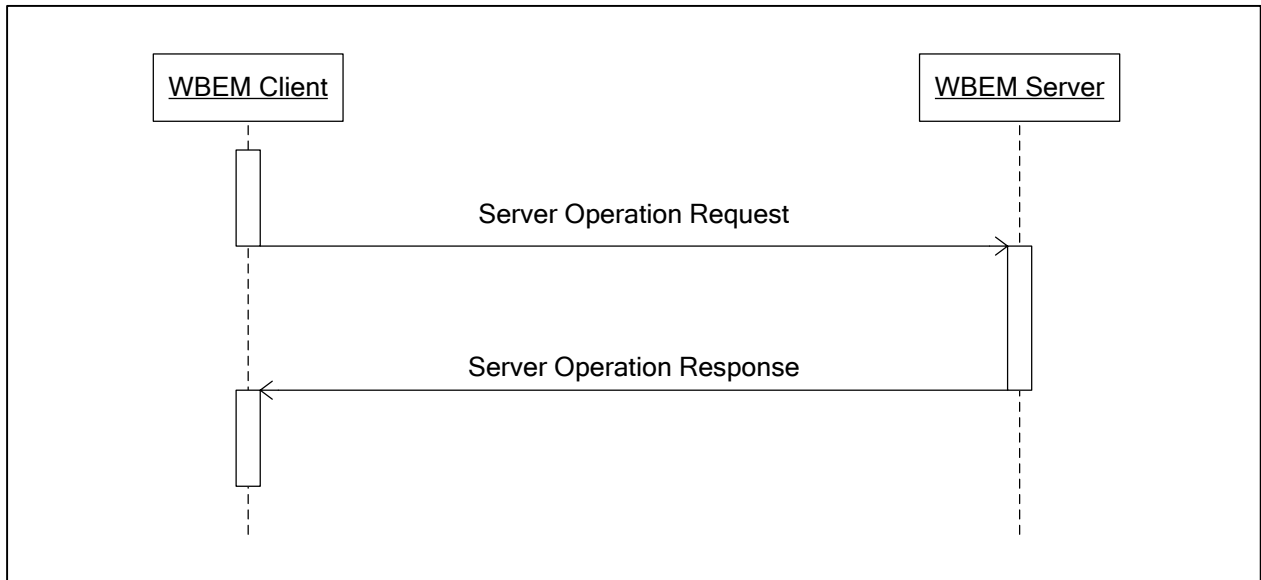 WBEM Client
WBEM Server
Server Operation Request
Server Operation Response